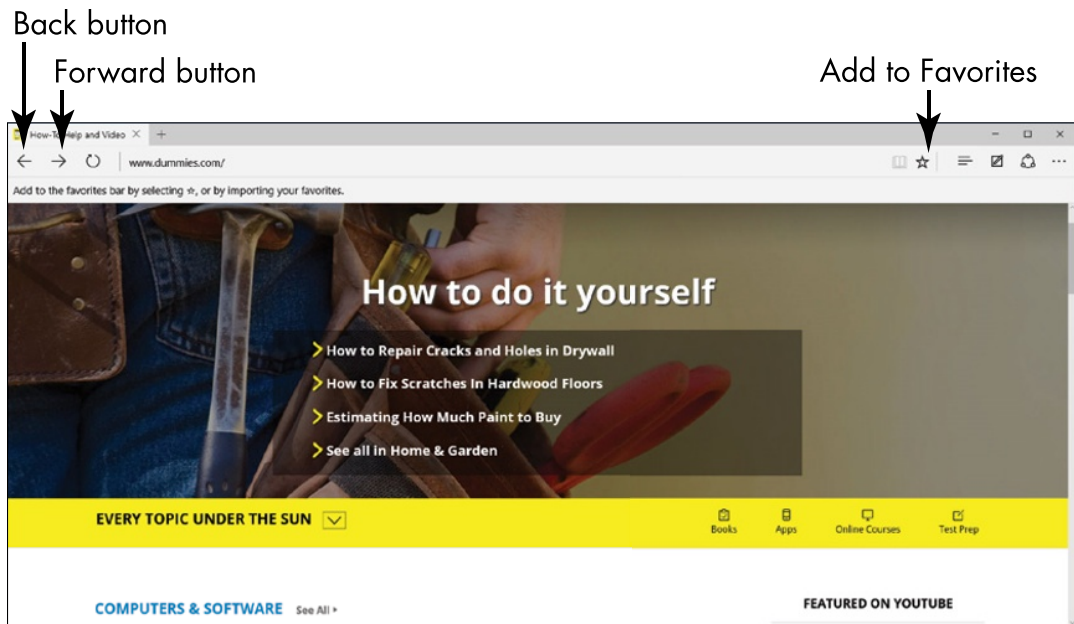 Back button
Forward button
Add to Favorites
How-To Help and Video
www.dummies.com/
Add to the favorites bar by selecting ☆, or by importing your favorites.
How to do it yourself
How to Repair Cracks and Holes in Drywall
How to Fix Scratches In Hardwood Floors
Estimating How Much Paint to Buy
See all in Home & Garden
EVERY TOPIC UNDER THE SUN
Books
Apps
Online Courses
Test Prep
COMPUTERS & SOFTWARE See All
FEATURED ON YOUTUBE